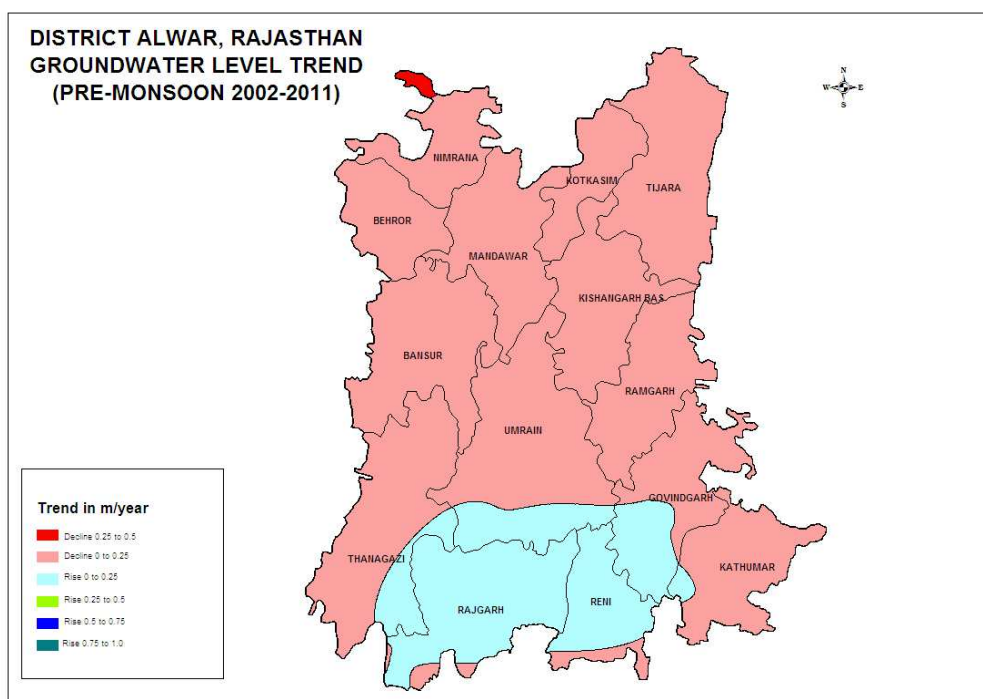 DISTRICT ALWAR, RAJASTHAN
GROUNDWATER LEVEL TREND
(PRE-MONSOON 2002-2011)
N
W E
S
NIMRANA
KOTKASIM
TIJARA
BEHROR
MANDAWAR
KISHANGARH BAS
BANSUR
RAMGARH
UMRAIN
GOVINDGARH
THANAGAZI
KATHUMAR
RAJGARH
RENI
Trend in m/year
Decline 0.25 to 0.5
Decline 0 to 0.25
Rise 0 to 0.25
Rise 0.25 to 0.5
Rise 0.5 to 0.75
Rise 0.75 to 1.0